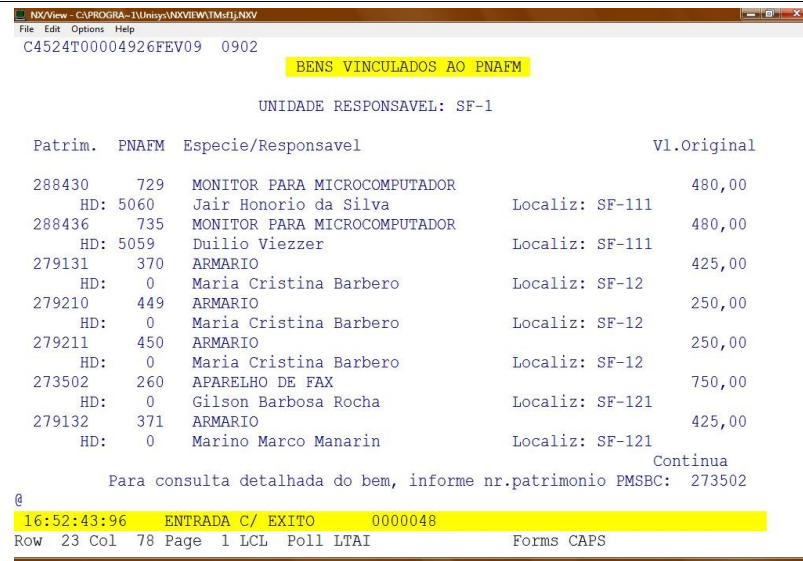 NX/View - C:\PROGRA~1\Unisys\NXVIEW\TMsf1j.NXV
File Edit Options Help
C4524T00004926FEV09 0902
BENS VINCULADOS AO PNAFM
UNIDADE RESPONSAVEL: SF-1
Patrim. PNAFM Especie/Responsavel Vl.Original
288430 729 MONITOR PARA MICROCOMPUTADOR 480,00
HD: 5060 Jair Honorio da Silva Localiz: SF-111
288436 735 MONITOR PARA MICROCOMPUTADOR 480,00
HD: 5059 Duilio Viezzer Localiz: SF-111
279131 370 ARMARIO 425,00
HD: 0 Maria Cristina Barbero Localiz: SF-12
279210 449 ARMARIO 250,00
HD: 0 Maria Cristina Barbero Localiz: SF-12
279211 450 ARMARIO 250,00
HD: 0 Maria Cristina Barbero Localiz: SF-12
273502 260 APARELHO DE FAX 750,00
HD: 0 Gilson Barbosa Rocha Localiz: SF-121
279132 371 ARMARIO 425,00
HD: 0 Marino Marco Manarin Localiz: SF-121
Continua
Para consulta detalhada do bem, informe nr.patrimonio PMSBC: 273502
@
16:52:43:96 ENTRADA C/ EXITO 0000048
Row 23 Col 78 Page 1 LCL Poll LTAI Forms CAPS